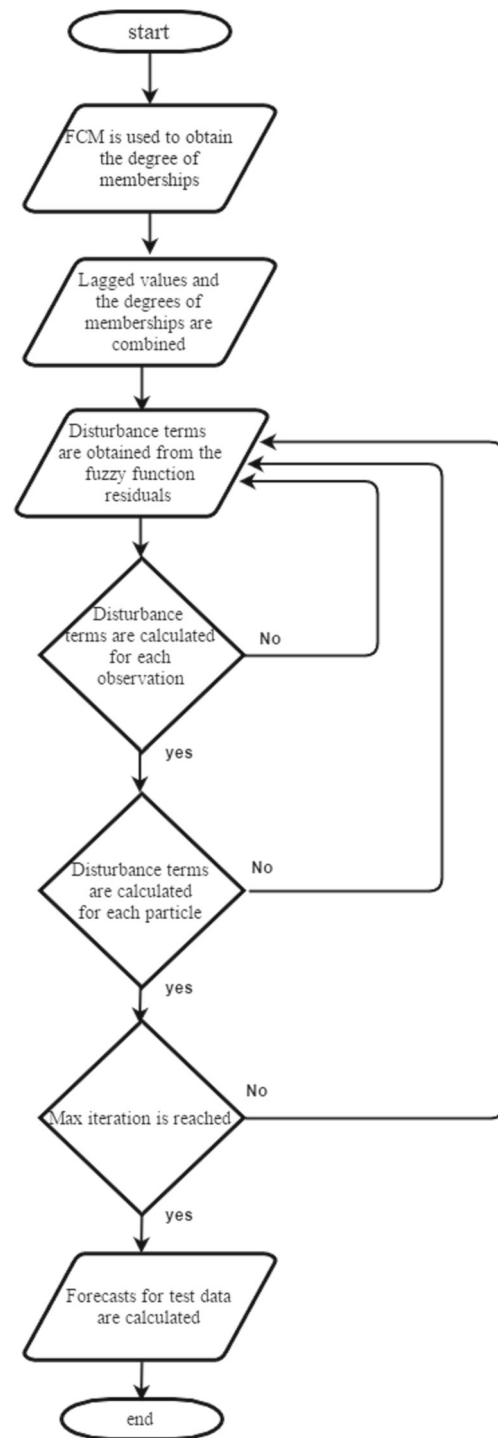 start
FCM is used to obtain
the degree of
memberships
Lagged values and
the degrees of
memberships are
combined
Disturbance terms
are obtained from the
fuzzy function
residuals
Disturbance
terms are calculated
for each
observation
No
yes
Disturbance terms
are calculated
for each particle
No
yes
Max iteration is reached
No
yes
Forecasts for test data
are calculated
end